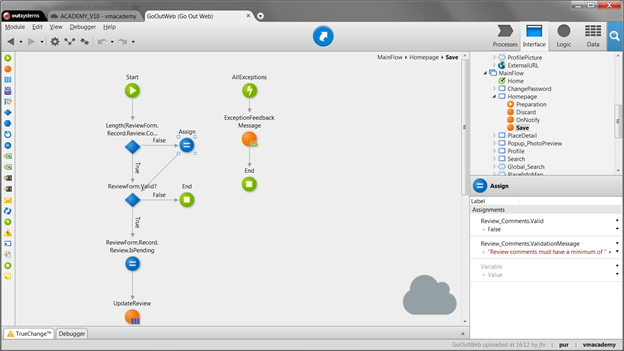 outsystems
ACADEMY_V10 - vmacademy
GoOutWeb (Go Out Web)
Module Edit View Debugger Help
Processes
Interface
Logic
Data
MainFlow ▸ Homepage ▸ Save
Start
Length(ReviewForm.
Record.Review.Co...
False
True
Assign
ReviewForm.Valid?
False
True
End
ReviewForm.Record.
Review.IsPending
UpdateReview
AllExceptions
ExceptionFeedback
Message
End
ProfilePicture
ExternalURL
MainFlow
Home
ChangePassword
Homepage
Preparation
Discard
OnNotify
Save
PlaceDetail
Popup_PhotoPreview
Profile
Search
Global_Search
PlaceInfoMap
Assign
Label
Assignments
Review_Comments.Valid
= False
Review_Comments.ValidationMessage
= "Review comments must have a minimum of " +
Variable
= Value
TrueChange™
Debugger
GoOutWeb uploaded at 16:12 by jfv
pur
vmacademy